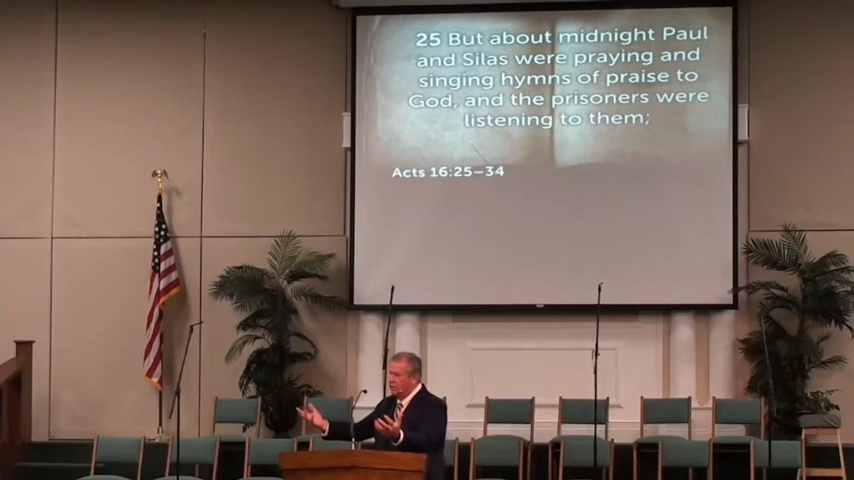 25 But about midnight Paul
and Silas were praying and
singing hymns of praise to
God, and the prisoners were
listening to them;
Acts 16:25–34